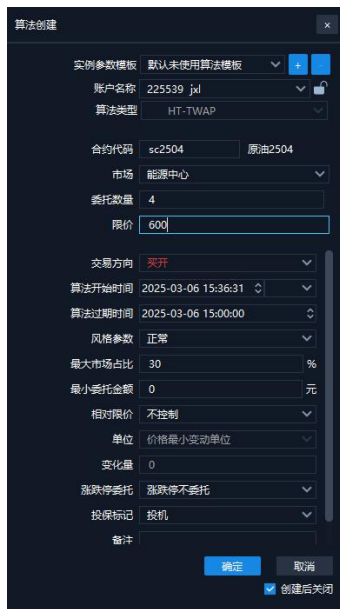 算法创建 ×
实例参数模板 默认未使用算法模板 + -
账户名称 225539 jxl
算法类型 HT-TWAP
合约代码 sc2504 原油2504
市场 能源中心
委托数量 4
限价 600
交易方向 买开
算法开始时间 2025-03-06 15:36:31
算法过期时间 2025-03-06 15:00:00
风格参数 正常
最大市场占比 30 %
最小委托金额 0 元
相对限价 不控制
单位 价格最小变动单位
变化量 0
涨跌停委托 涨跌停不委托
投保标记 投机
备注
确定 取消
创建后关闭